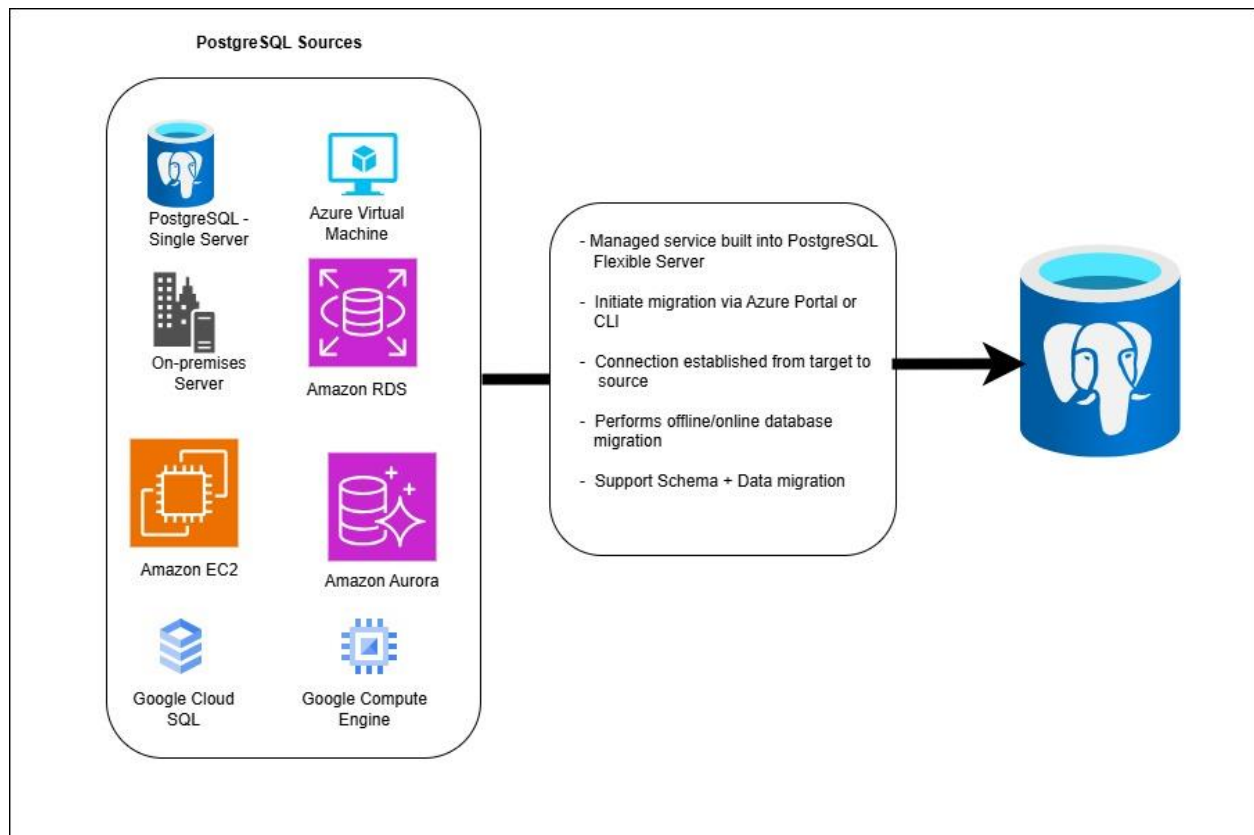 PostgreSQL Sources
PostgreSQL -
Single Server
Azure Virtual
Machine
On-premises
Server
Amazon RDS
Amazon EC2
Amazon Aurora
Google Cloud
SQL
Google Compute
Engine
- Managed service built into PostgreSQL
Flexible Server
- Initiate migration via Azure Portal or
CLI
- Connection established from target to
source
- Performs offline/online database
migration
- Support Schema + Data migration